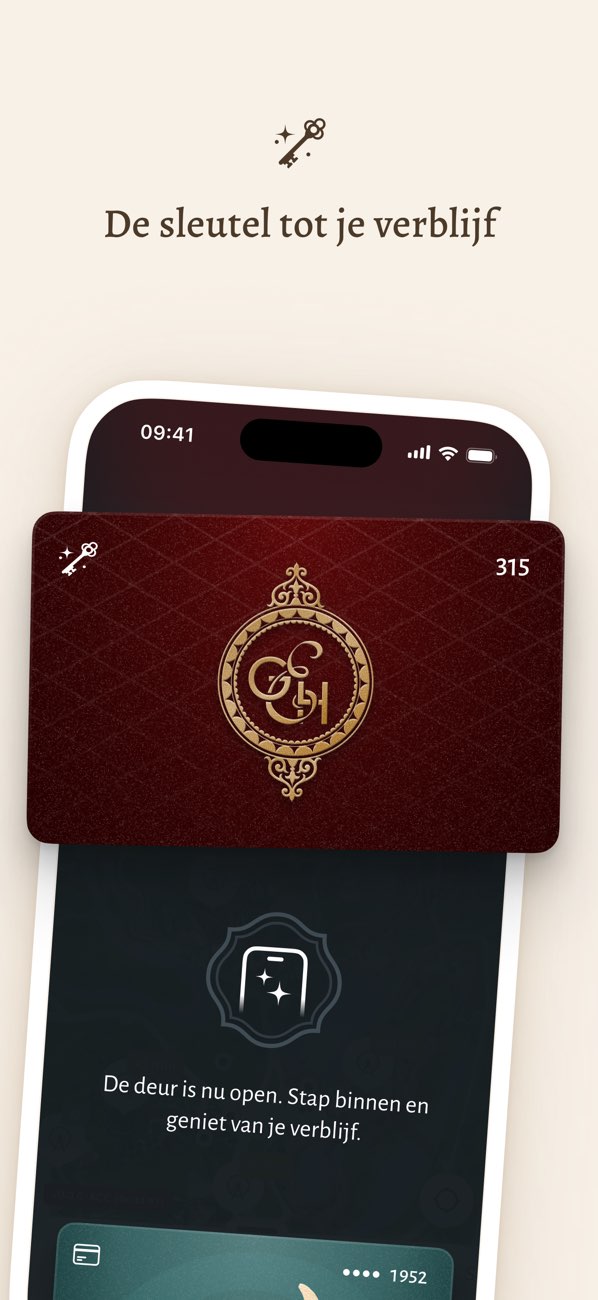 De sleutel tot je verblijf
09:41
315
GEH
De deur is nu open. Stap binnen en
geniet van je verblijf.
•••• 1952